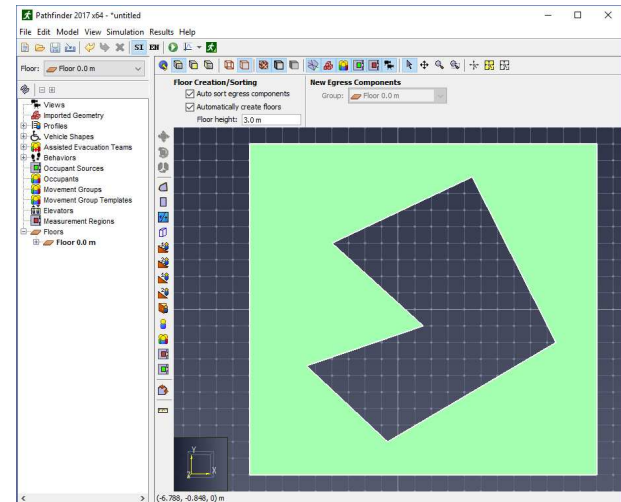 Pathfinder 2017 x64 - *untitled
File Edit Model View Simulation Results Help
SI EN
Floor: Floor 0.0 m
Floor Creation/Sorting
Auto sort egress components
Automatically create floors
Floor height: 3.0 m
New Egress Components
Group: Floor 0.0 m
Views
Imported Geometry
Profiles
Vehicle Shapes
Assisted Evacuation Teams
Behaviors
Occupant Sources
Occupants
Movement Groups
Movement Group Templates
Elevators
Measurement Regions
Floors
Floor 0.0 m
Y
Z X
(-6.788, -0.848, 0) m